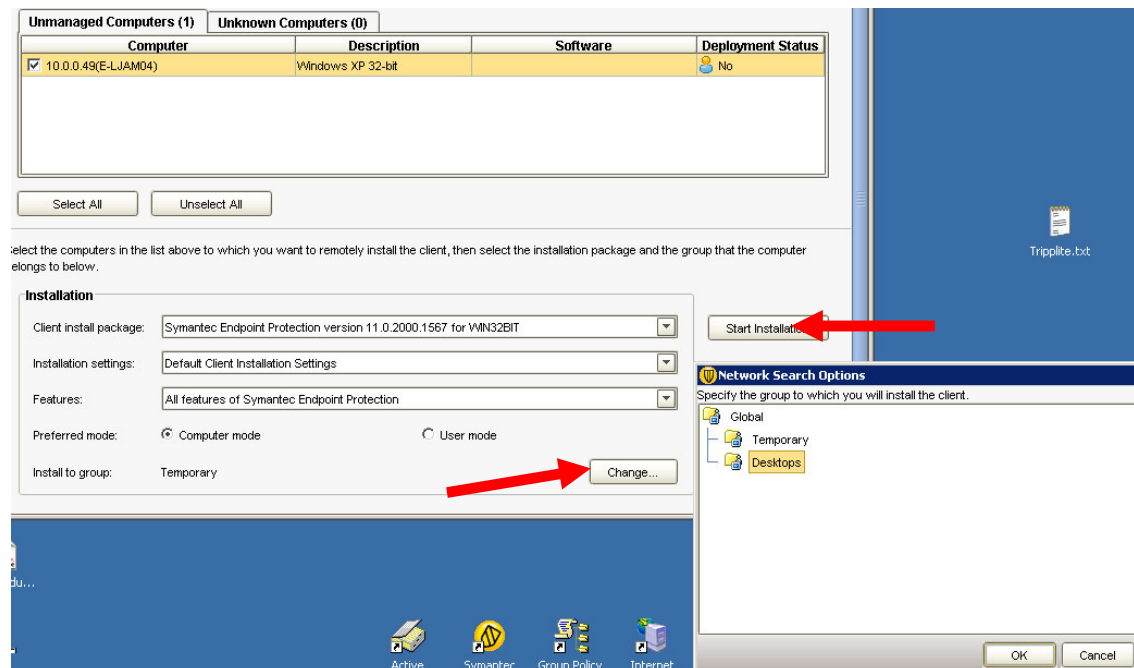 Unmanaged Computers (1) Unknown Computers (0)
Computer Description Software Deployment Status
10.0.0.49(E-LJAM04) Windows XP 32-bit No
Select All Unselect All
Tripplite.txt
elect the computers in the list above to which you want to remotely install the client, then select the installation package and the group that the computer
elongs to below.
Installation
Client install package: Symantec Endpoint Protection version 11.0.2000.1567 for WIN32BIT
Start Installatio
Installation settings: Default Client Installation Settings
Features: All features of Symantec Endpoint Protection
Preferred mode: Computer mode User mode
Install to group: Temporary Change...
Network Search Options
Specify the group to which you will install the client.
Global
Temporary
Desktops
OK Cancel
du...
Active Symantec Group Policy Internet